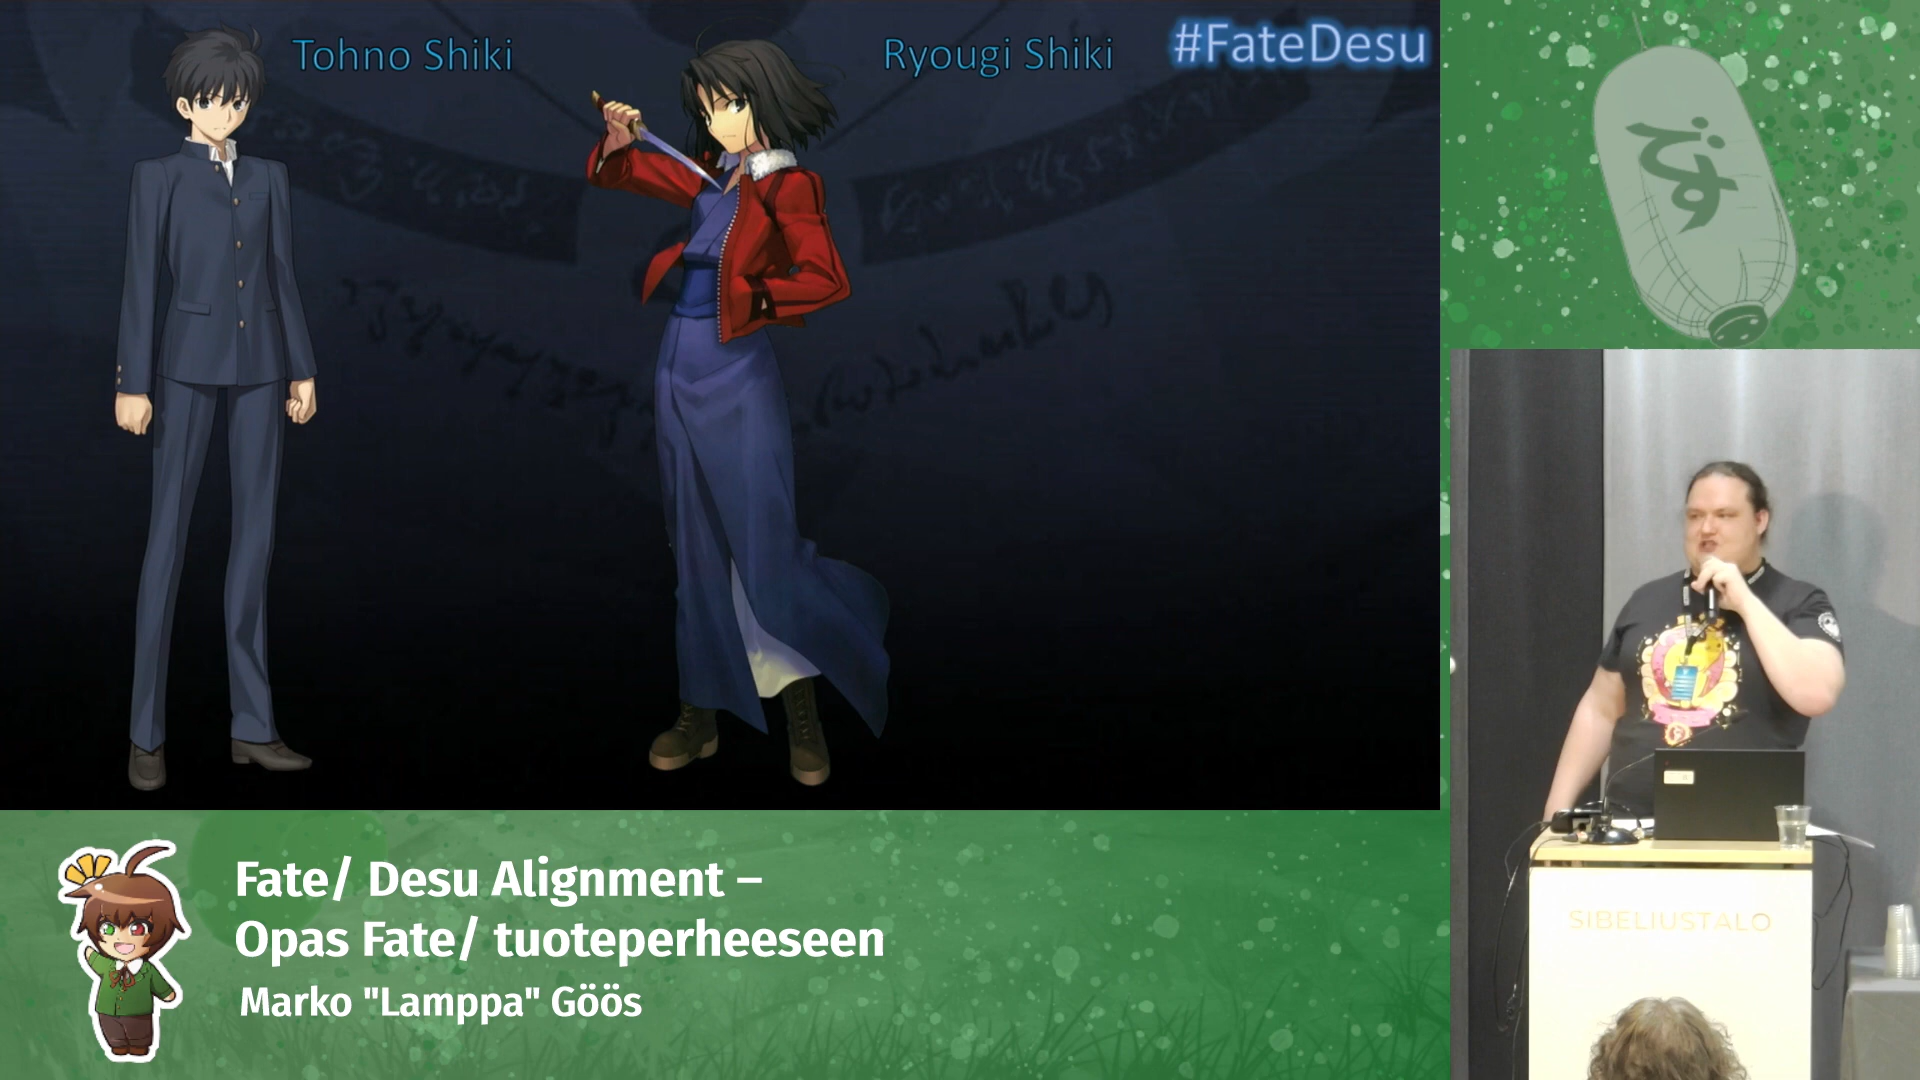 Tohno Shiki
Ryougi Shiki
#FateDesu
です
Fate/ Desu Alignment –
Opas Fate/ tuoteperheeseen
Marko "Lamppa" Göös
SIBELIUSTALO